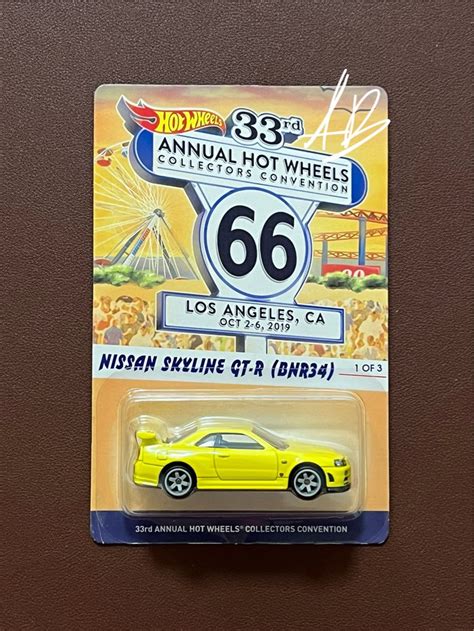 HOT WHEELS
33rd
AB
ANNUAL HOT WHEELS
COLLECTORS CONVENTION
66
LOS ANGELES, CA
OCT 2-6, 2019
NISSAN SKYLINE GT-R (BNR34)
1 OF 3
33rd ANNUAL HOT WHEELS® COLLECTORS CONVENTION